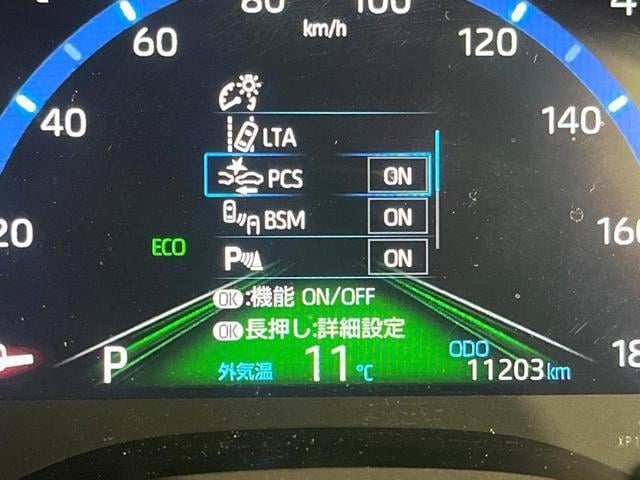 80
100
km/h
60
120
40
140
LTA
PCS ON
BSM ON
20
160
ECO
P ON
OK:機能 ON/OFF
OK長押し:詳細設定
P
外気温 11℃
ODO
11203km